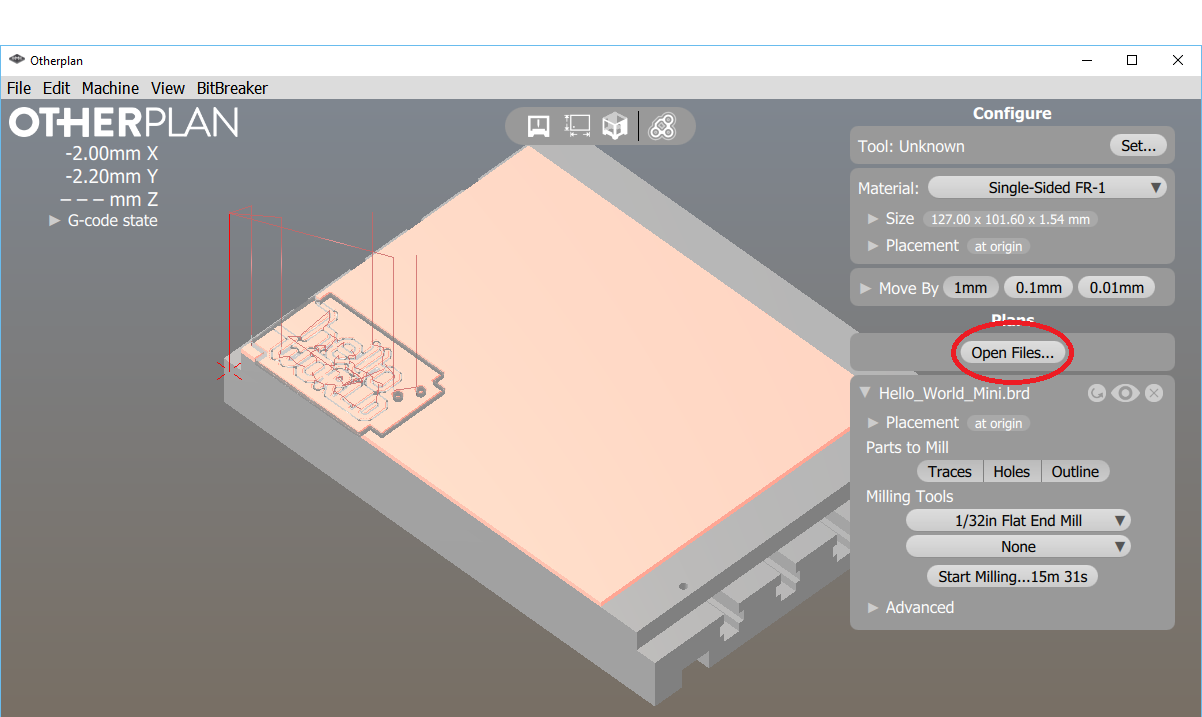 Otherplan
File Edit Machine View BitBreaker
OTHERPLAN
-2.00mm X
-2.20mm Y
– – – mm Z
G-code state
Configure
Tool: Unknown Set...
Material: Single-Sided FR-1
Size 127.00 x 101.60 x 1.54 mm
Placement at origin
Move By 1mm 0.1mm 0.01mm
Plans
Open Files...
Hello_World_Mini.brd
Placement at origin
Parts to Mill
Traces Holes Outline
Milling Tools
1/32in Flat End Mill
None
Start Milling...15m 31s
Advanced